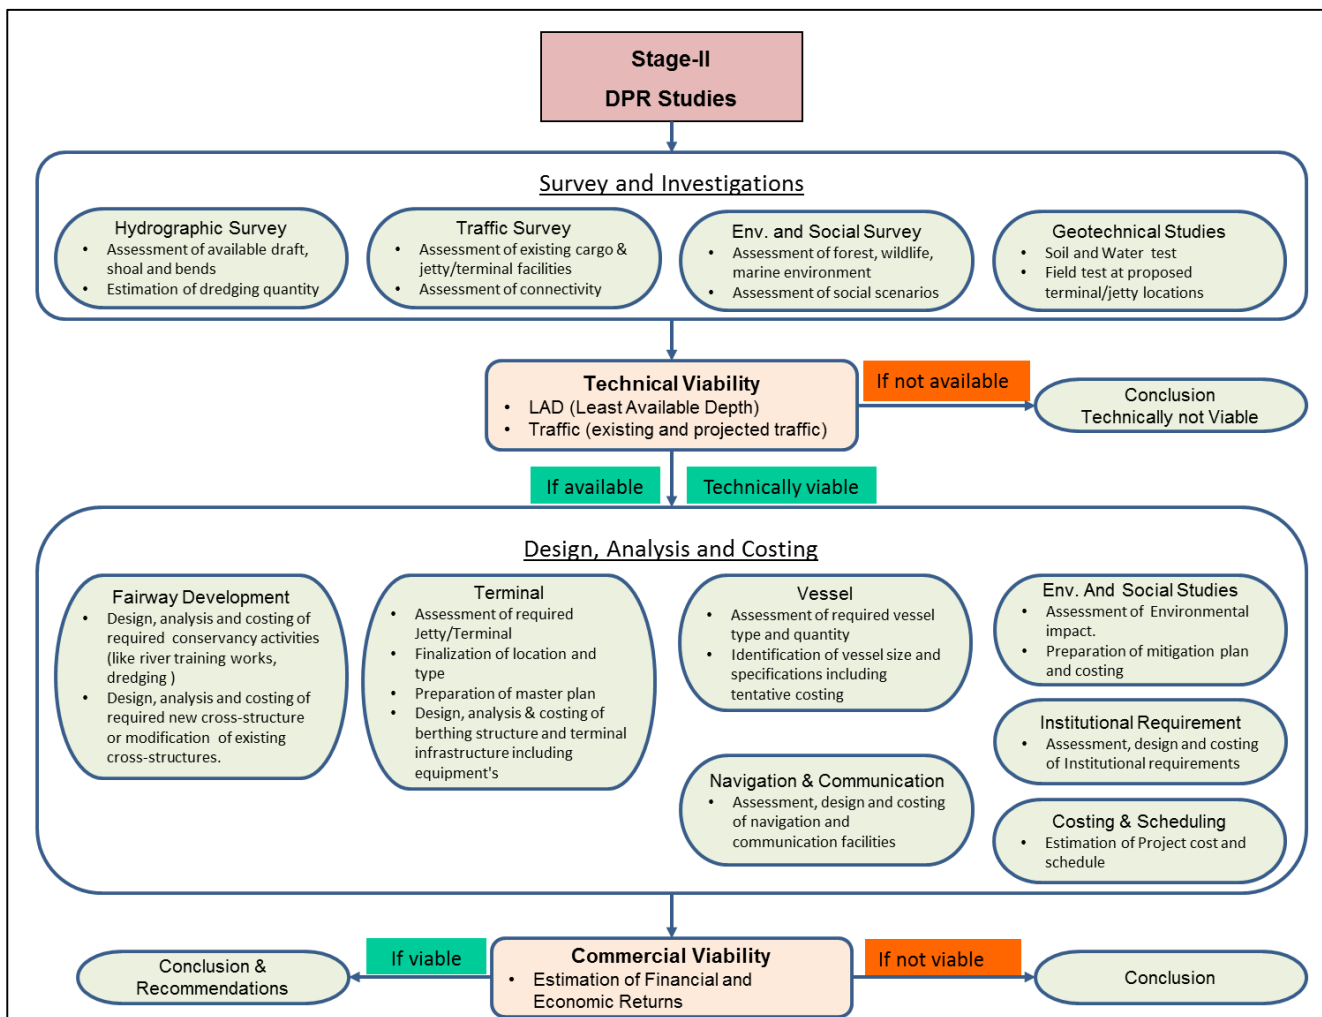 Stage-II
DPR Studies
Survey and Investigations
Hydrographic Survey
• Assessment of available draft,
shoal and bends
• Estimation of dredging quantity
Traffic Survey
• Assessment of existing cargo &
jetty/terminal facilities
• Assessment of connectivity
Env. and Social Survey
• Assessment of forest, wildlife,
marine environment
• Assessment of social scenarios
Geotechnical Studies
• Soil and Water test
• Field test at proposed
terminal/jetty locations
Technical Viability
• LAD (Least Available Depth)
• Traffic (existing and projected traffic)
If not available
Conclusion
Technically not Viable
If available
Technically viable
Design, Analysis and Costing
Fairway Development
• Design, analysis and costing of
required conservancy activities
(like river training works,
dredging )
• Design, analysis and costing of
required new cross-structure
or modification of existing
cross-structures.
Terminal
• Assessment of required
Jetty/Terminal
• Finalization of location and
type
• Preparation of master plan
• Design, analysis & costing of
berthing structure and terminal
infrastructure including
equipment's
Vessel
• Assessment of required vessel
type and quantity
• Identification of vessel size and
specifications including
tentative costing
Navigation & Communication
• Assessment, design and costing
of navigation and
communication facilities
Env. And Social Studies
• Assessment of Environmental
impact.
• Preparation of mitigation plan
and costing
Institutional Requirement
• Assessment, design and costing
of Institutional requirements
Costing & Scheduling
• Estimation of Project cost and
schedule
Commercial Viability
• Estimation of Financial and
Economic Returns
If viable
Conclusion &
Recommendations
If not viable
Conclusion